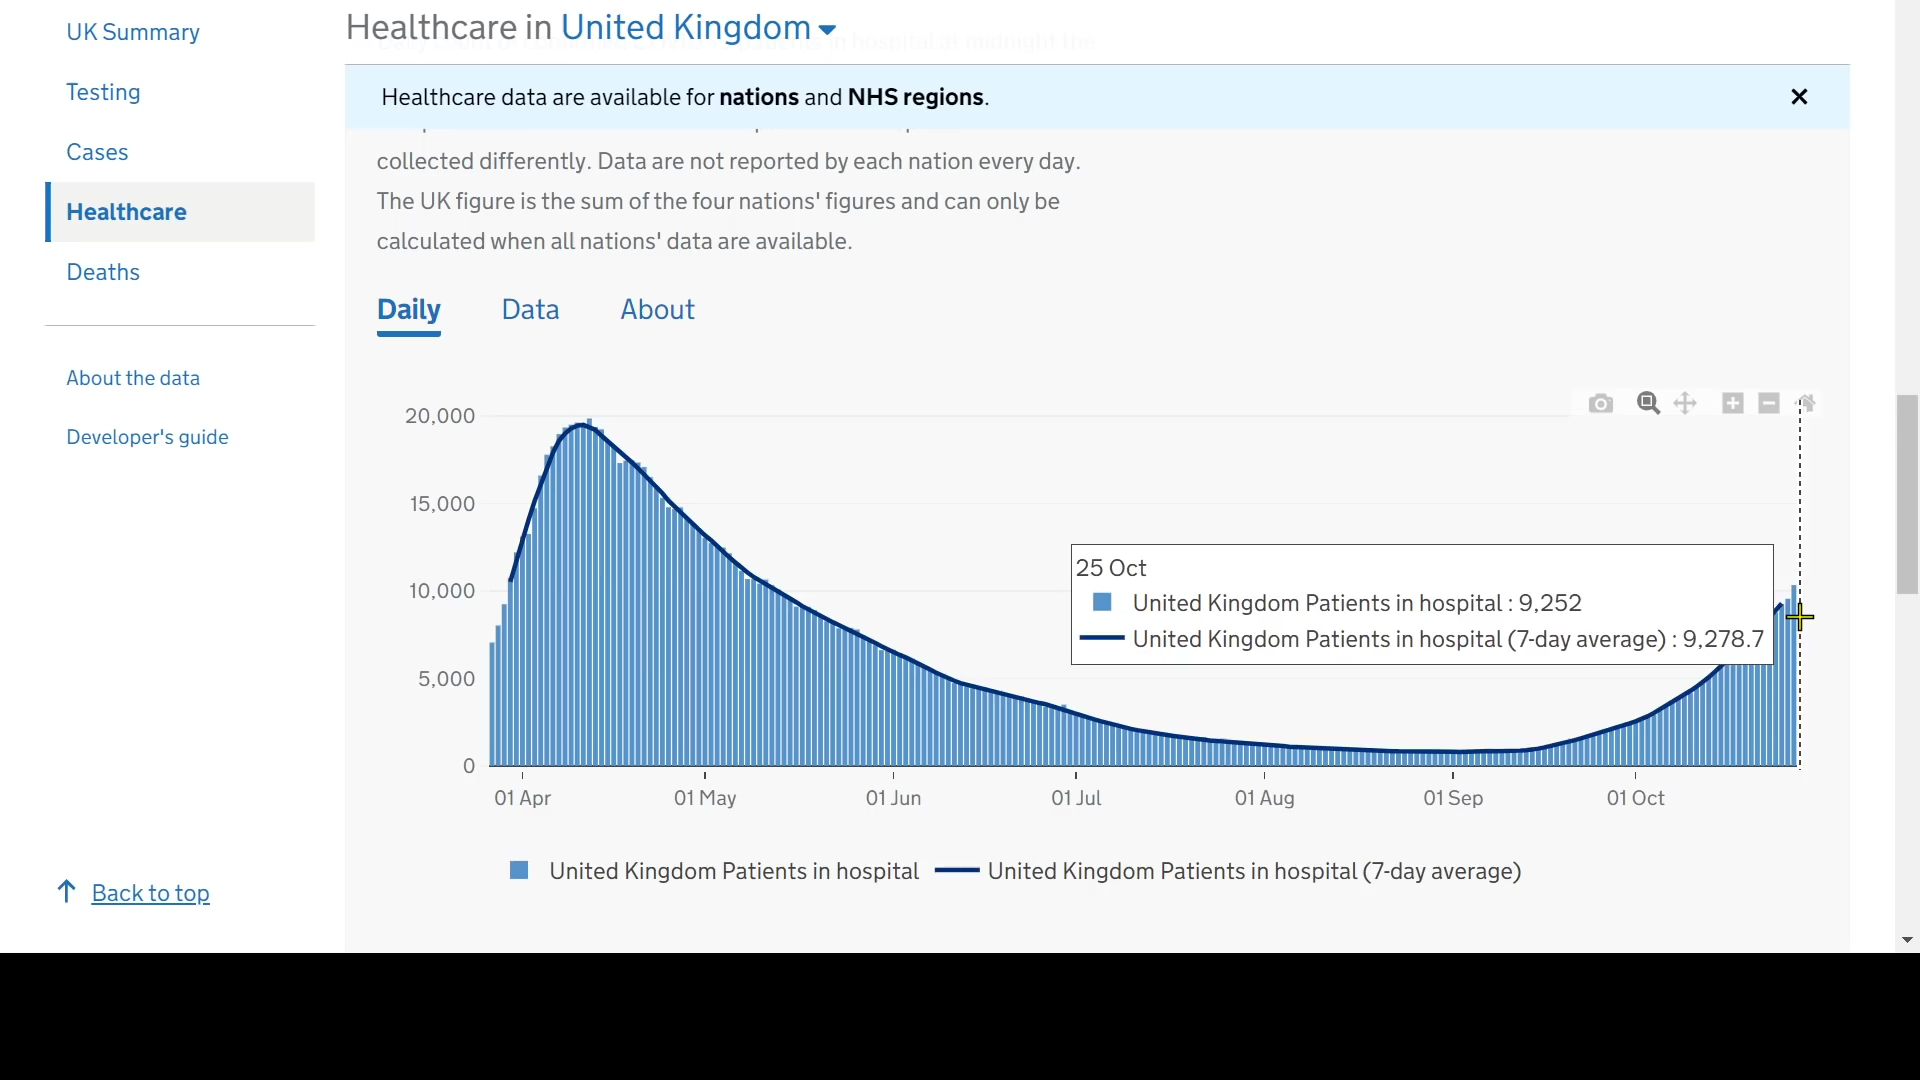 UK Summary
Testing
Cases
Healthcare
Deaths
About the data
Developer's guide
Back to top
Healthcare in United Kingdom
Healthcare data are available for nations and NHS regions.
collected differently. Data are not reported by each nation every day.
The UK figure is the sum of the four nations' figures and can only be
calculated when all nations' data are available.
Daily Data About
20,000
15,000
10,000
5,000
0
25 Oct
United Kingdom Patients in hospital : 9,252
United Kingdom Patients in hospital (7-day average) : 9,278.7
01 Apr 01 May 01 Jun 01 Jul 01 Aug 01 Sep 01 Oct
United Kingdom Patients in hospital United Kingdom Patients in hospital (7-day average)